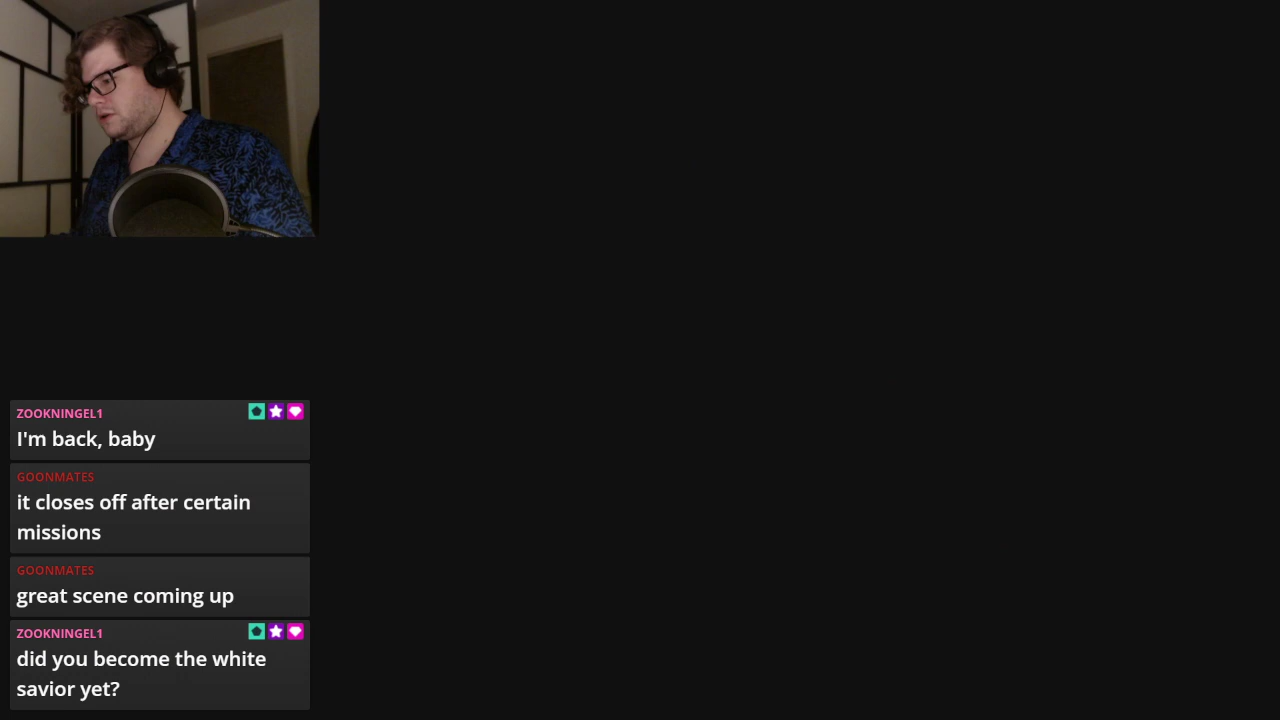 ZOOKNINGEL1
I'm back, baby
GOONMATES
it closes off after certain
missions
GOONMATES
great scene coming up
ZOOKNINGEL1
did you become the white
savior yet?